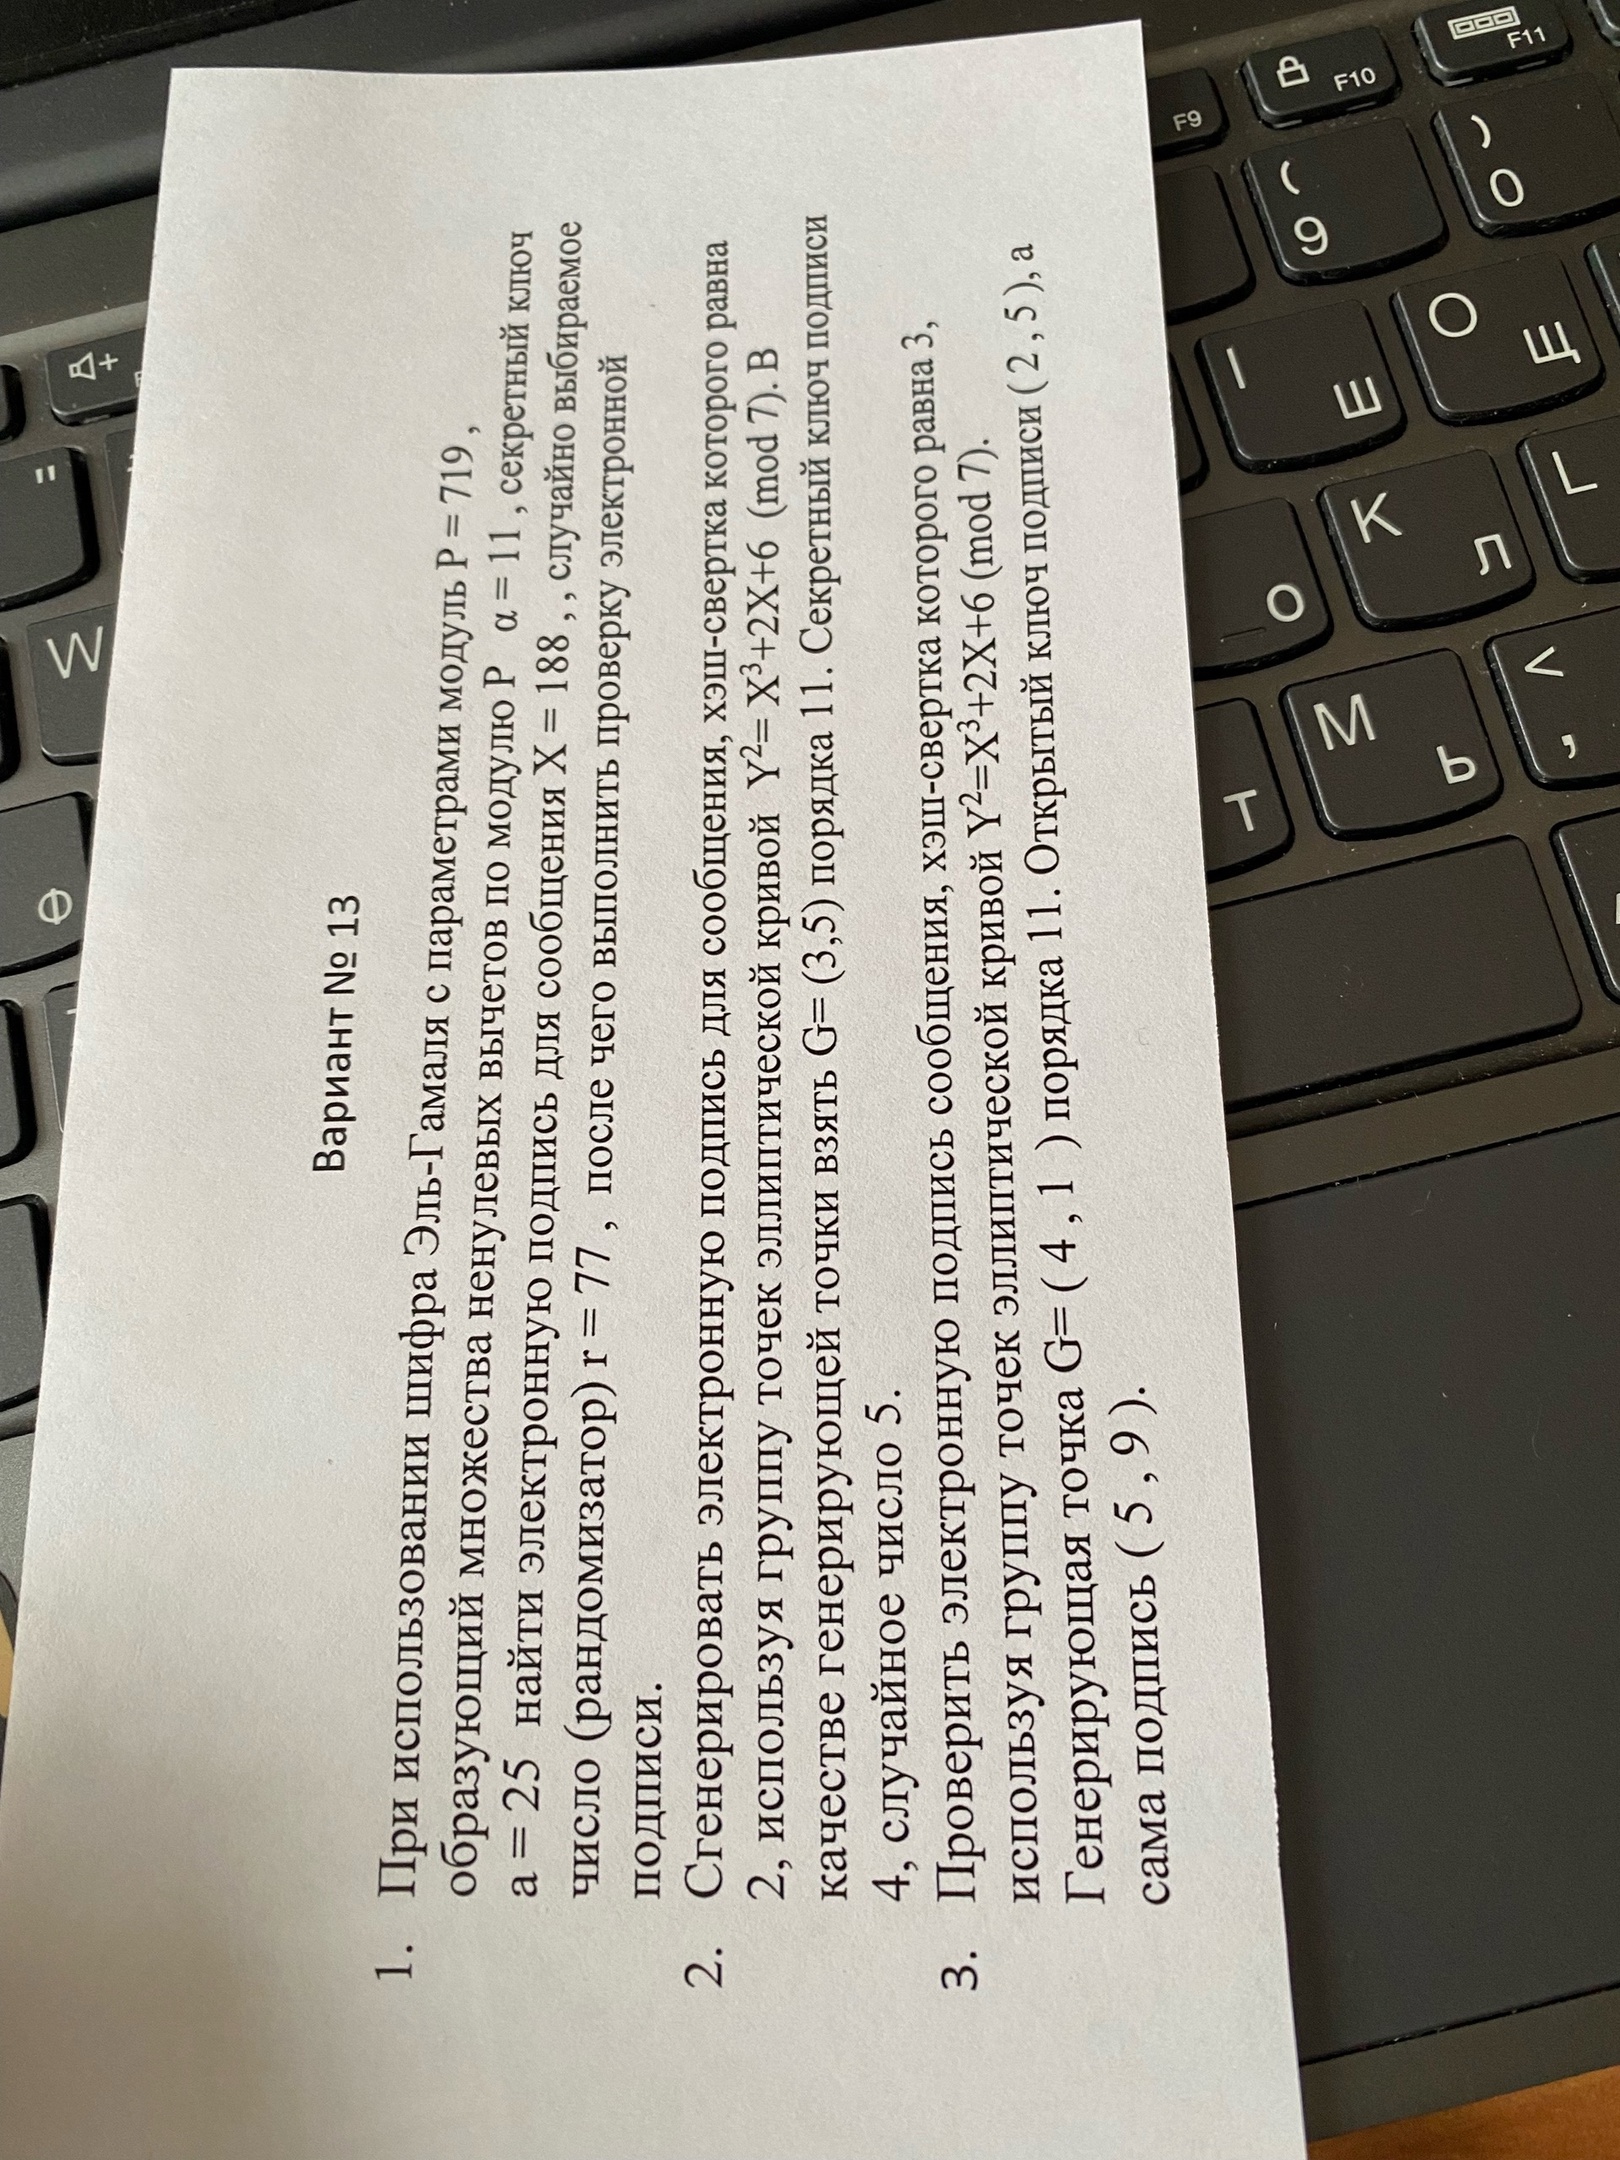 Вариант № 13
1. При использовании шифра Эль-Гамаля с параметрами модуль P = 719 ,
образующий множества ненулевых вычетов по модулю P α = 11 , секретный ключ
a = 25 найти электронную подпись для сообщения X = 188 , , случайно выбираемое
число (рандомизатор) r = 77 , после чего выполнить проверку электронной
подписи.
2. Сгенерировать электронную подпись для сообщения, хэш-свертка которого равна
2, используя группу точек эллиптической кривой Y²= X³+2X+6 (mod 7). В
качестве генерирующей точки взять G= (3,5) порядка 11. Секретный ключ подписи
4, случайное число 5.
3. Проверить электронную подпись сообщения, хэш-свертка которого равна 3,
используя группу точек эллиптической кривой Y²=X³+2X+6 (mod 7).
Генерирующая точка G= ( 4 , 1 ) порядка 11. Открытый ключ подписи ( 2 , 5 ), а
сама подпись ( 5 , 9 ).
F9
F10
F11
(
9
)
0
I
Ш
O
Щ
О
K
Л
L
Т
M
Ь
<
,
"
W
Ф
+